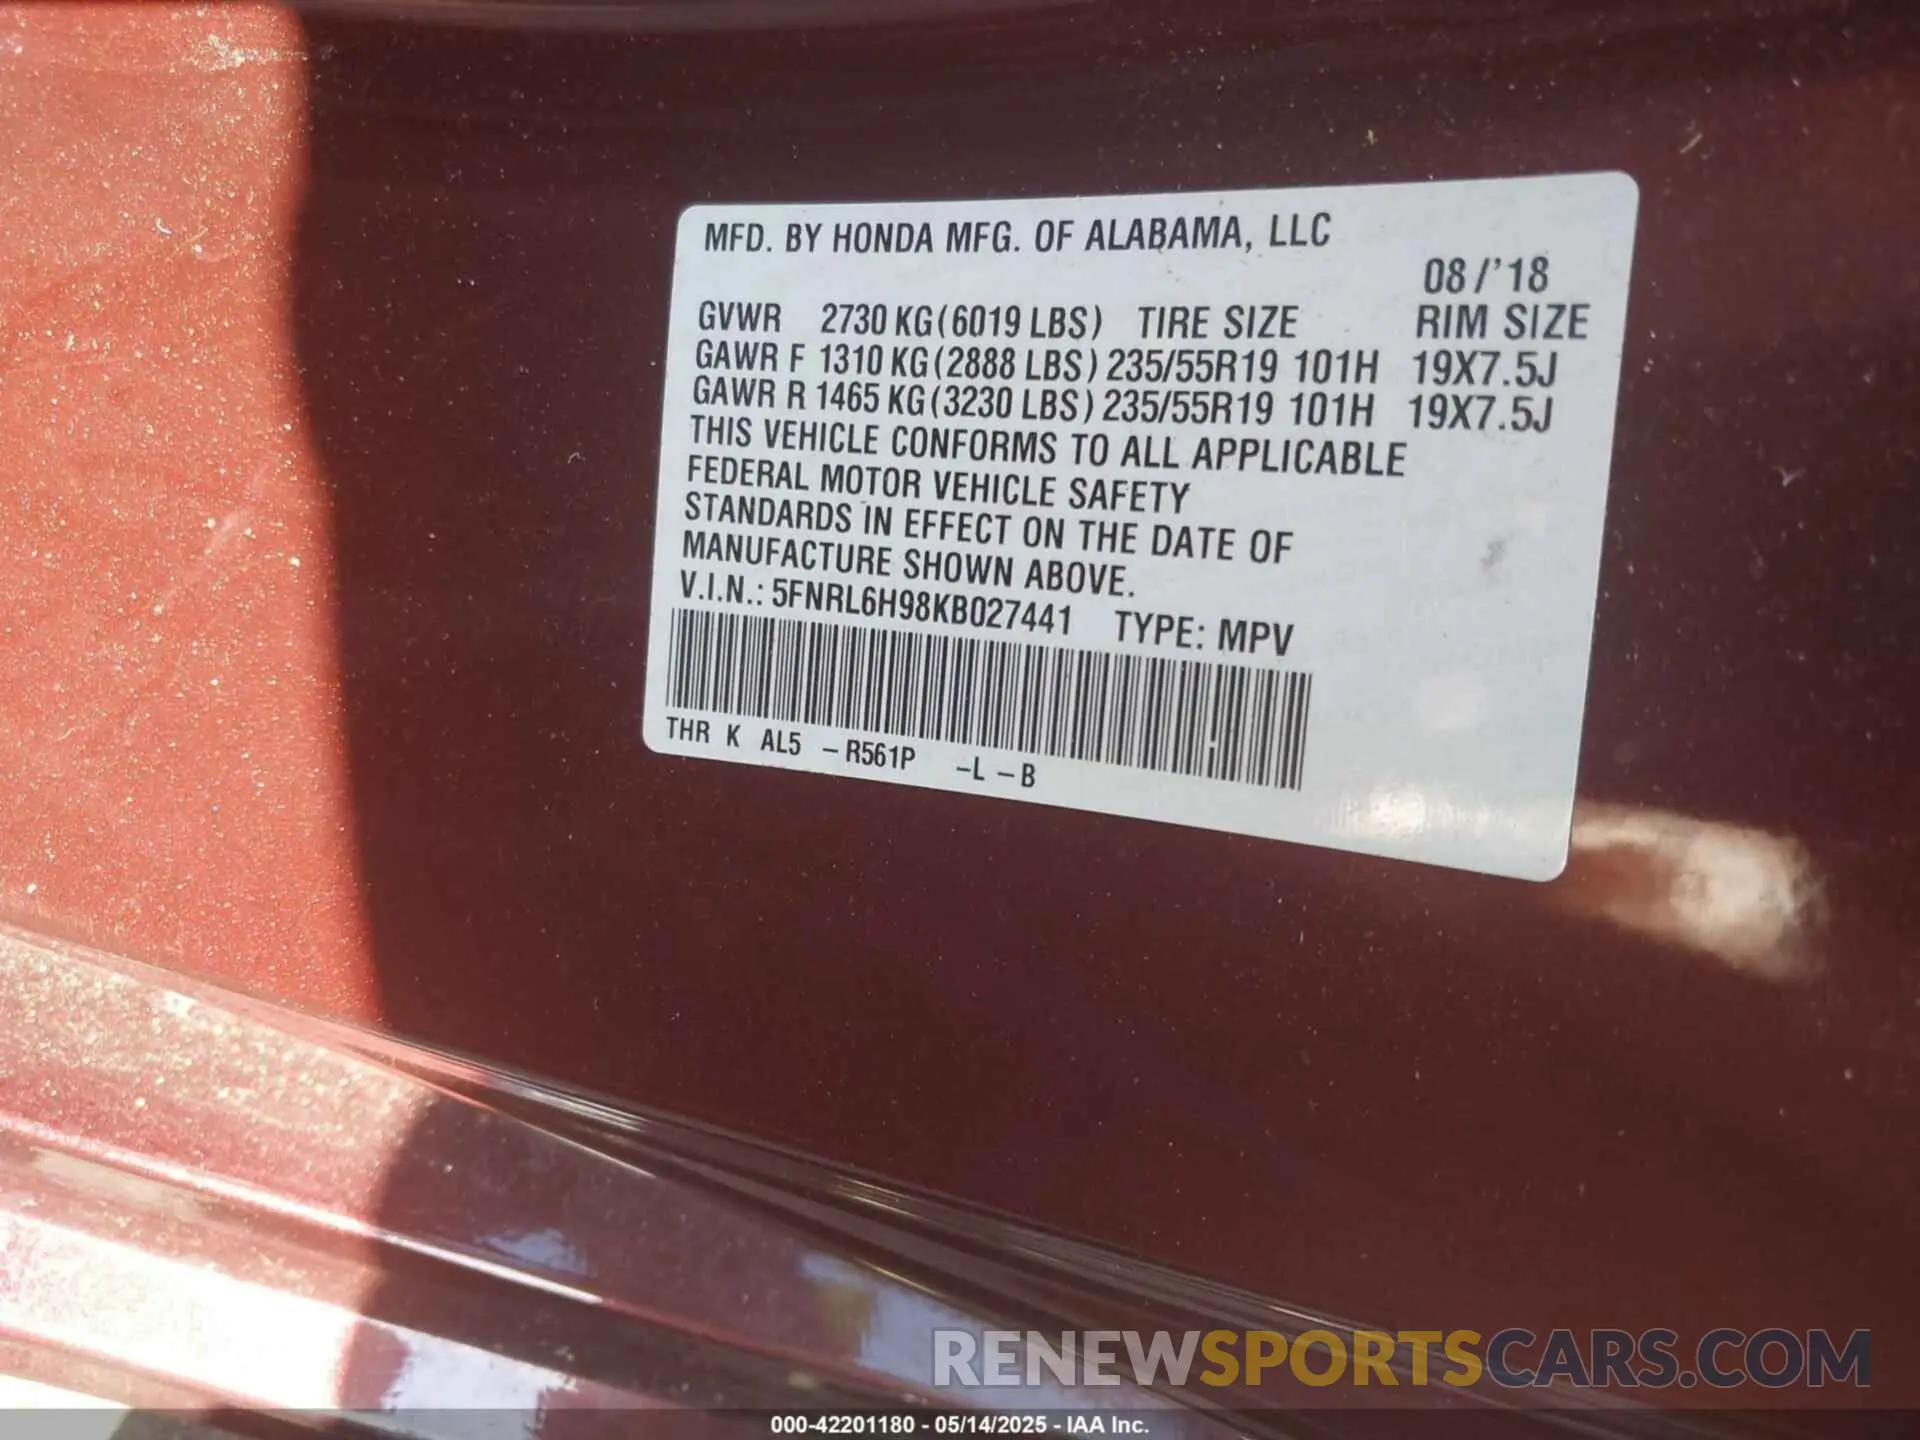 MFD. BY HONDA MFG. OF ALABAMA, LLC
08/'18
GVWR 2730 KG(6019 LBS) TIRE SIZE RIM SIZE
GAWR F 1310 KG(2888 LBS) 235/55R19 101H 19X7.5J
GAWR R 1465 KG(3230 LBS) 235/55R19 101H 19X7.5J
THIS VEHICLE CONFORMS TO ALL APPLICABLE
FEDERAL MOTOR VEHICLE SAFETY
STANDARDS IN EFFECT ON THE DATE OF
MANUFACTURE SHOWN ABOVE.
V.I.N.: 5FNRL6H98KB027441 TYPE: MPV
THR K AL5 -R561P -L -B
RENEWSPORTSCARS.COM
000-42201180 - 05/14/2025 - IAA Inc.